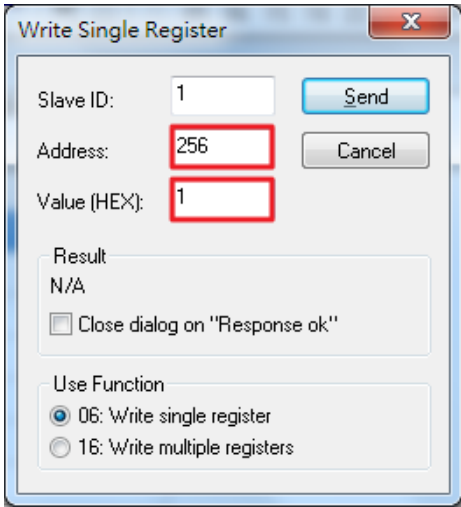 Write Single Register
x
Slave ID: 1 Send
Address: 256 Cancel
Value (HEX): 1
Result
N/A
Close dialog on "Response ok"
Use Function
06: Write single register
16: Write multiple registers